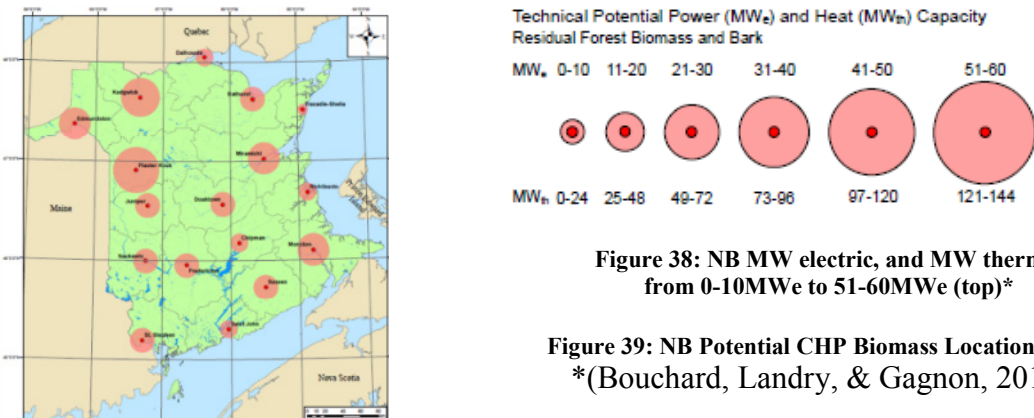 Quebec
Dalhousie
Kedgwick
Bathurst
Edmundston
Miramichi
Plaster Rock
Juniper
Doaktown
Maine
Chipman
Moncton
Nackawic
Fredericton
Sussex
Saint John
St. Stephen
Nova Scotia
Technical Potential Power (MWe) and Heat (MWth) Capacity
Residual Forest Biomass and Bark
MWe 0-10 11-20 21-30 31-40 41-50 51-60
MWth 0-24 25-48 49-72 73-96 97-120 121-144
Figure 38: NB MW electric, and MW therm
from 0-10MWe to 51-60MWe (top)*
Figure 39: NB Potential CHP Biomass Location
*(Bouchard, Landry, & Gagnon, 201